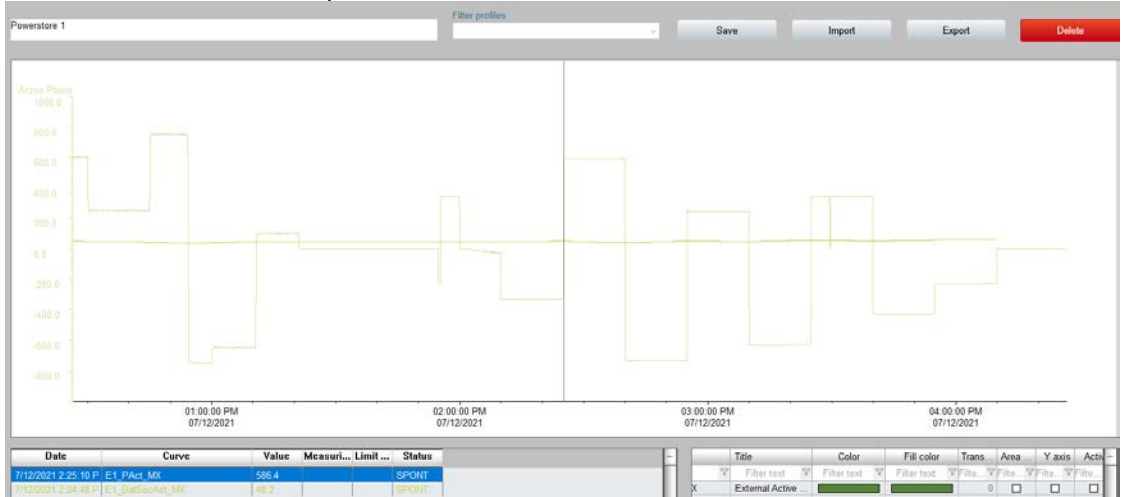 Filter profiles
Powerstore 1
Save Import Export Delete
Active Power
1000.0
800.0
600.0
400.0
200.0
0.0
-200.0
-400.0
-600.0
-800.0
01:00:00 PM 02:00:00 PM 03:00:00 PM 04:00:00 PM
07/12/2021 07/12/2021 07/12/2021 07/12/2021
Date Curve Value Measuri... Limit ... Status
7/12/2021 2:25:10 P E1_PAct_MX 586.4 SPONT
7/12/2021 2:24:48 P E1_BatSocAct_MX 48.2 SPONT
Title Color Fill color Trans... Area ... Y axis Activ
Filter text Filter text Filter text Filte... Filte... Filte... Filte...
X External Active ... 0